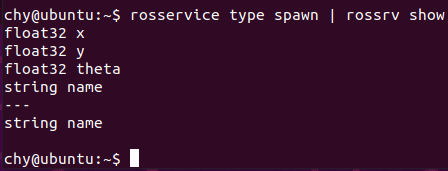 chy@ubuntu:~$ rosservice type spawn | rossrv show
float32 x
float32 y
float32 theta
string name
---
string name
chy@ubuntu:~$